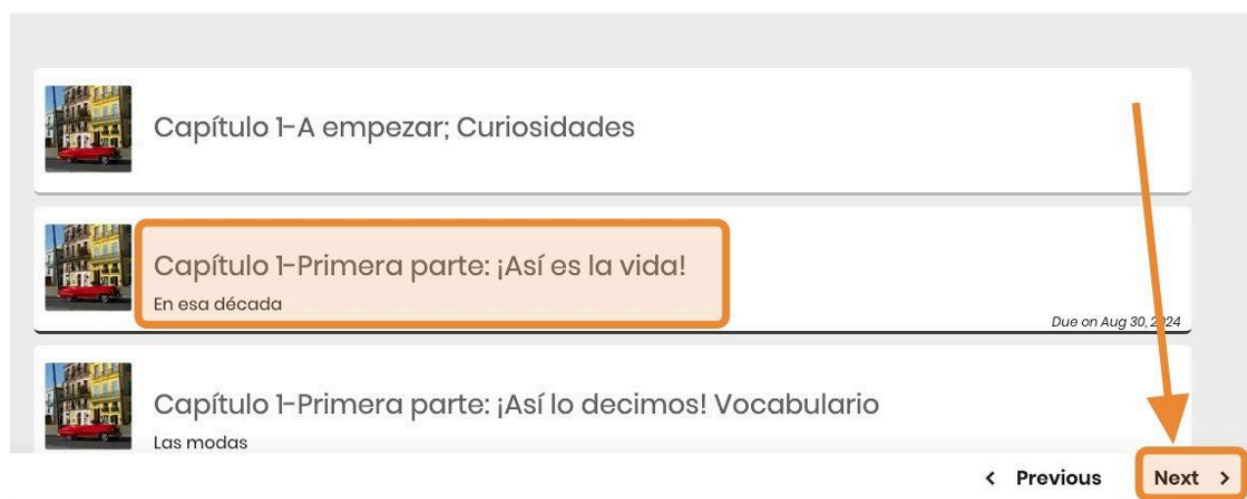 Capítulo 1-A empezar; Curiosidades
Capítulo 1-Primera parte: ¡Así es la vida!
En esa década
Due on Aug 30, 2024
Capítulo 1-Primera parte: ¡Así lo decimos! Vocabulario
Las modas
< Previous Next >